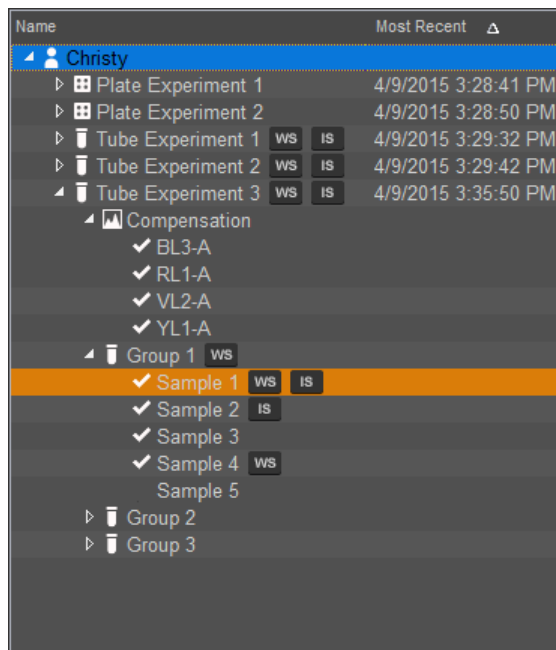 Name Most Recent
Christy
Plate Experiment 1 4/9/2015 3:28:41 PM
Plate Experiment 2 4/9/2015 3:28:50 PM
Tube Experiment 1 WS IS 4/9/2015 3:29:32 PM
Tube Experiment 2 WS IS 4/9/2015 3:29:42 PM
Tube Experiment 3 WS IS 4/9/2015 3:35:50 PM
Compensation
BL3-A
RL1-A
VL2-A
YL1-A
Group 1 WS
Sample 1 WS IS
Sample 2 IS
Sample 3
Sample 4 WS
Sample 5
Group 2
Group 3